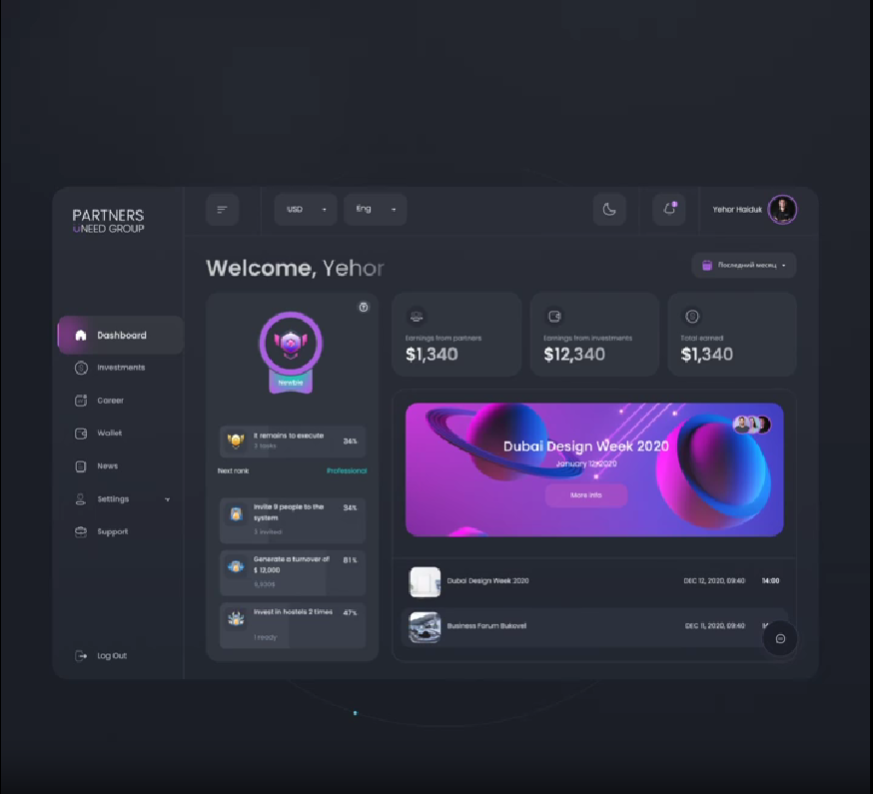 PARTNERS
UNEED GROUP
USD
Eng
Yehor Haiduk
Welcome, Yehor
Последний месяц
Dashboard
Investments
Career
Wallet
News
Settings
Support
Log Out
Newbie
It remains to execute
3 tasks
34%
Next rank
Professional
Invite 9 people to the
system
34%
3 invited
Generate a turnover of
$ 12,000
81%
Invest in hostels 2 times
47%
1 ready
Earnings from partners
$1,340
Earnings from investments
$12,340
Total earned
$1,340
Dubai Design Week 2020
January 12, 2020
More info
Dubai Design Week 2020
DEC 12, 2020, 09:40
14:00
Business Forum Bukovel
DEC 11, 2020, 09:40